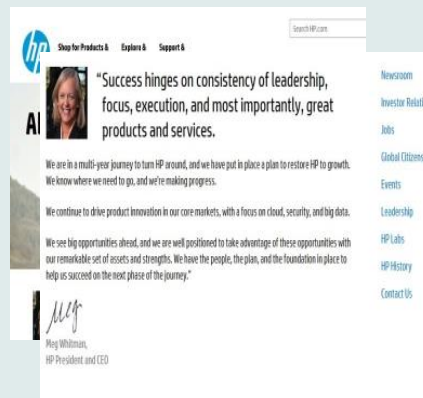 hp
Search HP.com
Shop for Products & Explore & Support &
Al
"Success hinges on consistency of leadership,
focus, execution, and most importantly, great
products and services.
We are in a multi-year journey to turn HP around, and we have put in place a plan to restore HP to growth.
We know where we need to go, and we're making progress.
We continue to drive product innovation in our core markets, with a focus on cloud, security, and big data.
We see big opportunities ahead, and we are well positioned to take advantage of these opportunities with
our remarkable set of assets and strengths. We have the people, the plan, and the foundation in place to
help us succeed on the next phase of the journey."
Meg
Meg Whitman,
HP President and CEO
Newsroom
Investor Relati
Jobs
Global Citizens
Events
Leadership
HP Labs
HP History
Contact Us